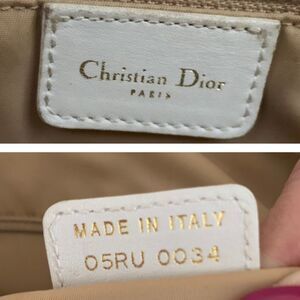 Christian Dior
PARIS
MADE IN ITALY
05RU 0034